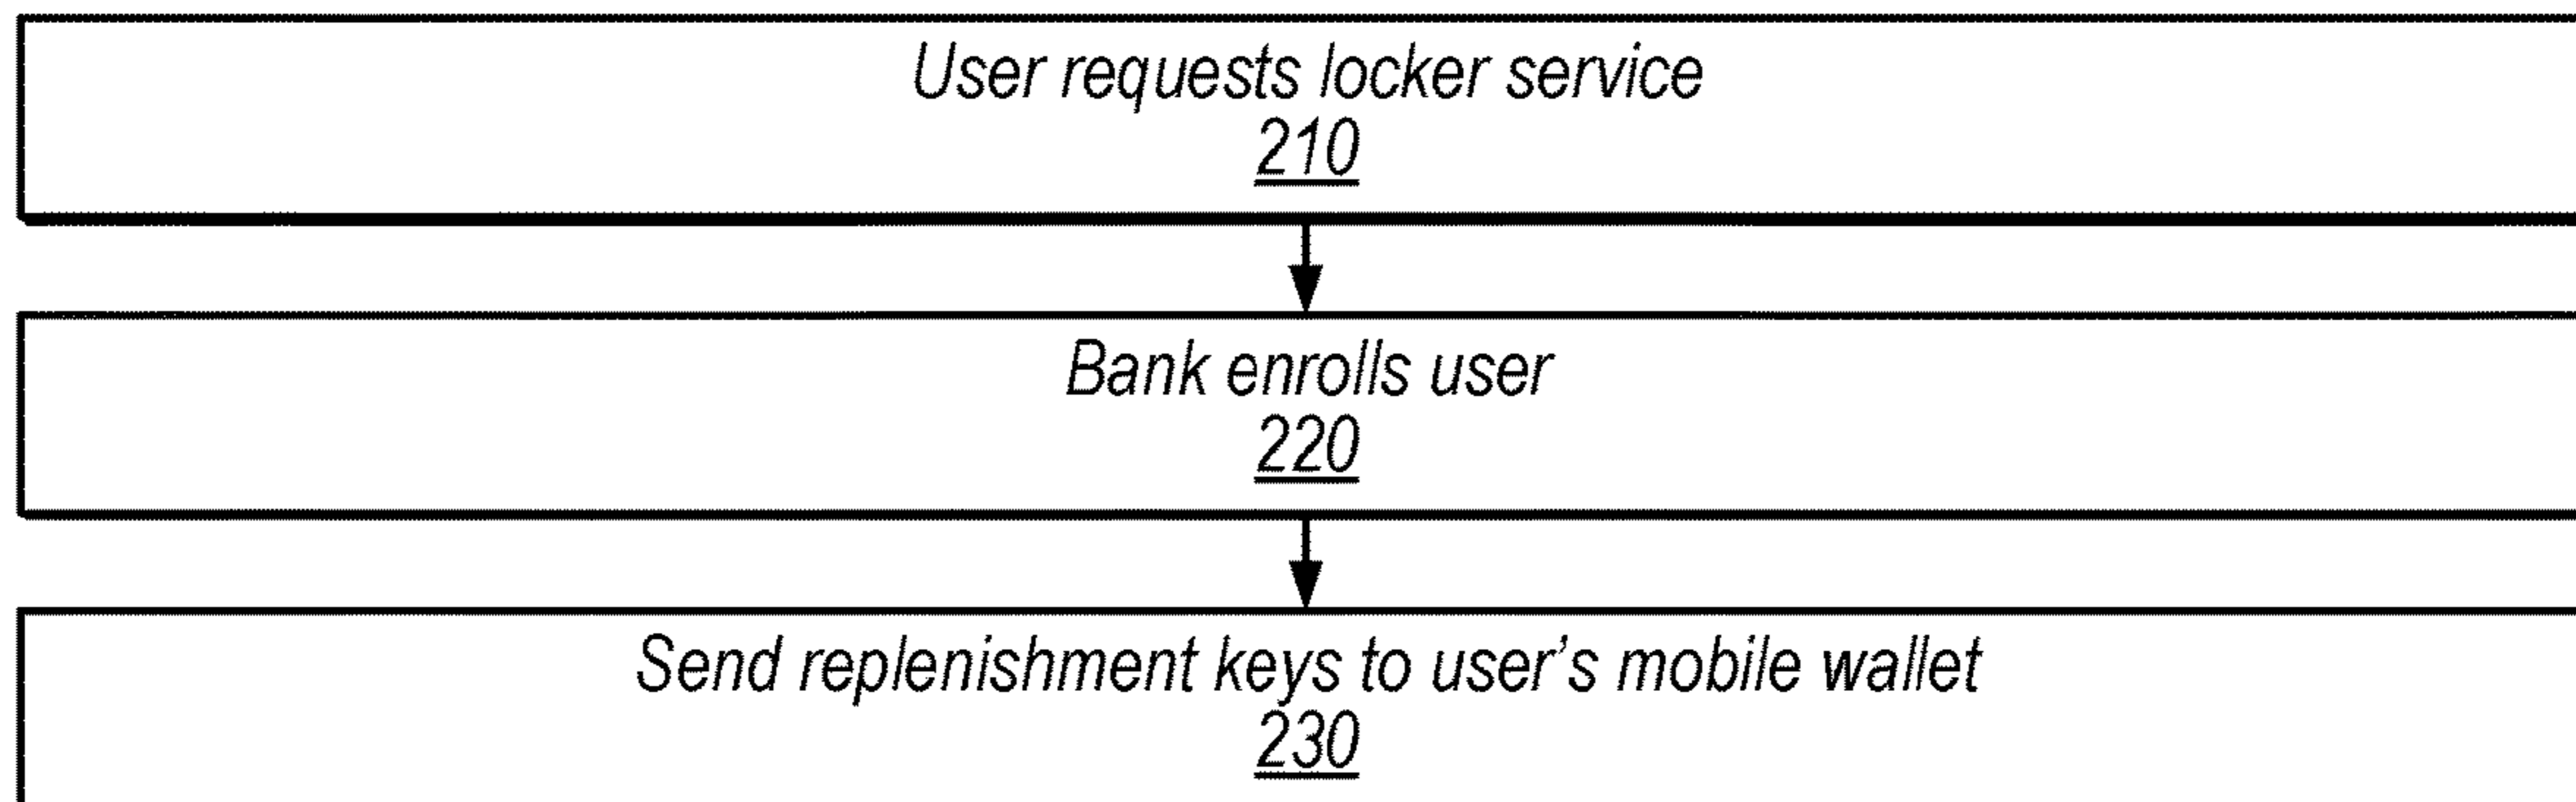 User requests locker service
210
Bank enrolls user
220
Send replenishment keys to user's mobile wallet
230